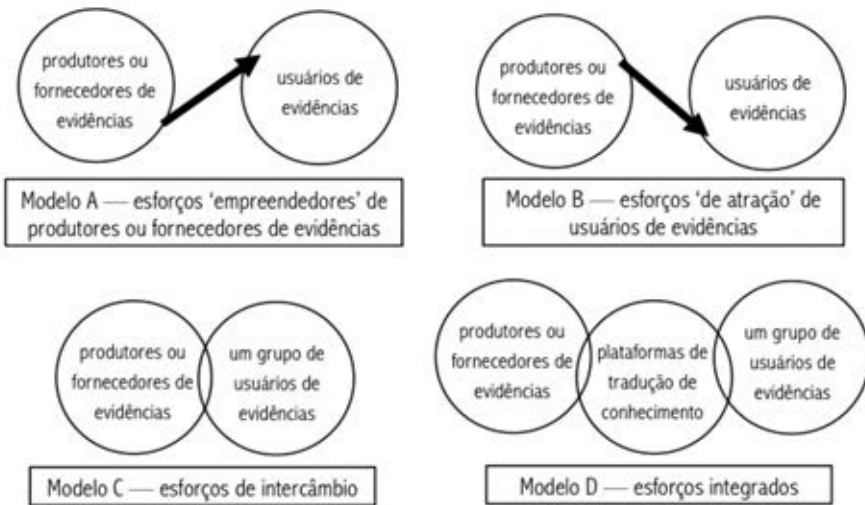 produtores ou
fornecedores de
evidências
usuários de
evidências
Modelo A — esforços ‘empreendedores’ de
produtores ou fornecedores de evidências
produtores ou
fornecedores de
evidências
usuários de
evidências
Modelo B — esforços ‘de atração’ de
usuários de evidências
produtores ou
fornecedores de
evidências
um grupo de
usuários de
evidências
Modelo C — esforços de intercâmbio
produtores ou
fornecedores de
evidências
plataformas de
tradução de
conhecimento
um grupo de
usuários de
evidências
Modelo D — esforços integrados